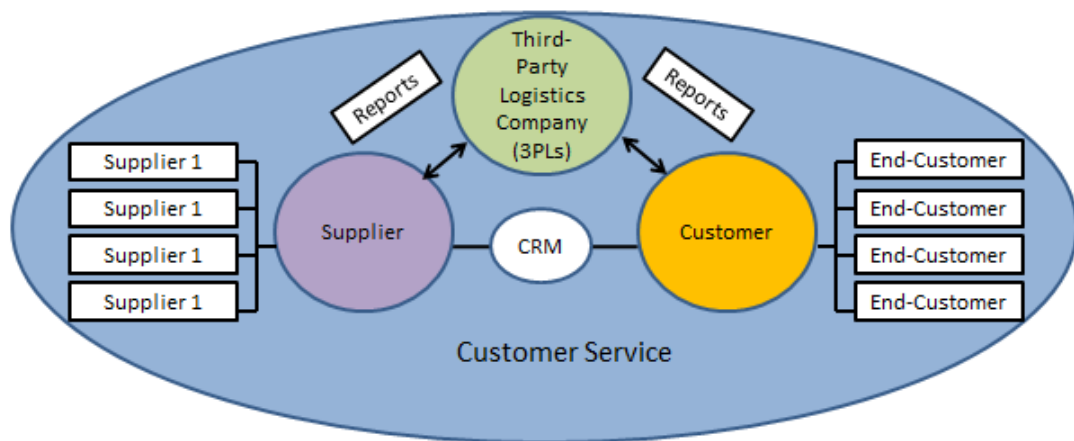 Third-
Party
Logistics
Company
(3PLs)
Reports
Reports
Supplier 1
Supplier 1
Supplier 1
Supplier 1
Supplier
CRM
Customer
End-Customer
End-Customer
End-Customer
End-Customer
Customer Service